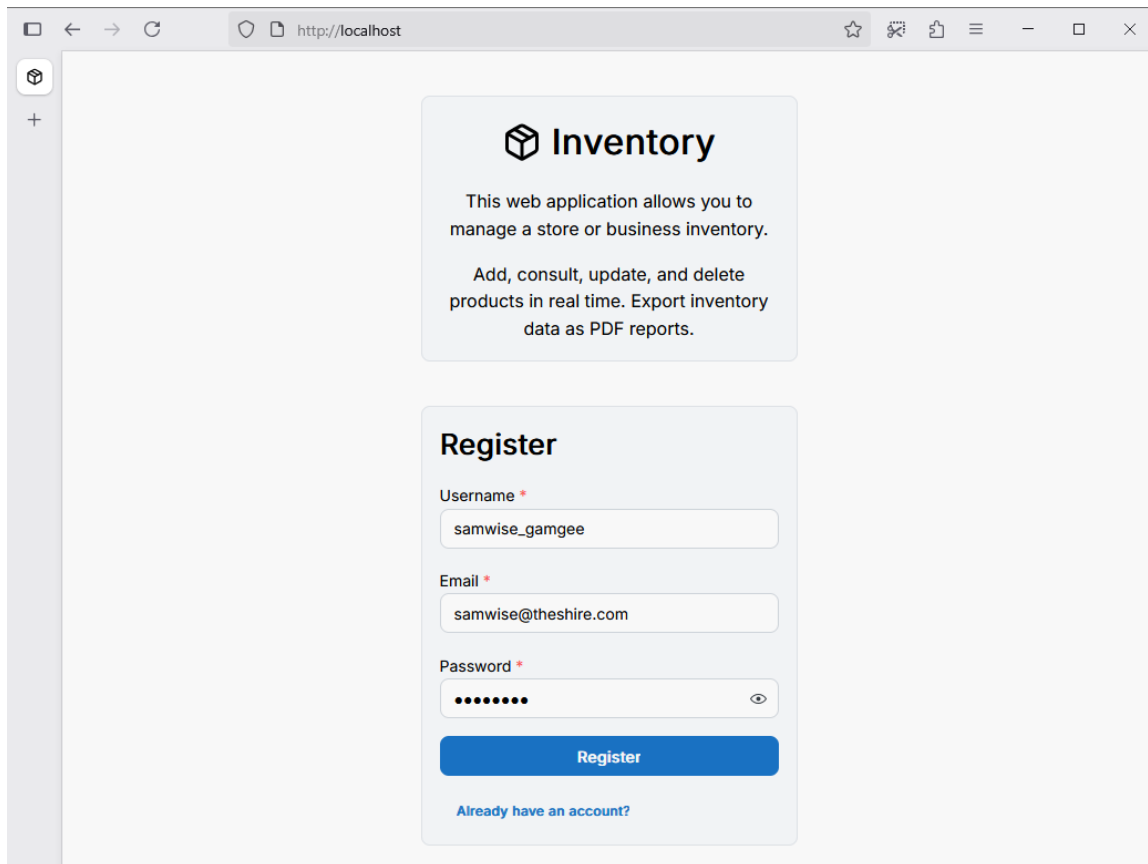 http://localhost
Inventory
This web application allows you to
manage a store or business inventory.
Add, consult, update, and delete
products in real time. Export inventory
data as PDF reports.
Register
Username *
samwise_gamgee
Email *
samwise@theshire.com
Password *
••••••••
Register
Already have an account?